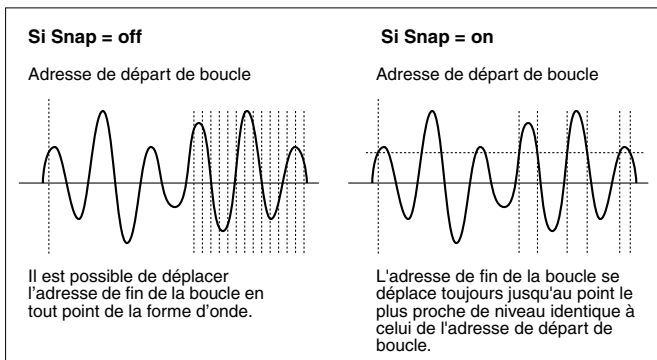 Si Snap = off
Adresse de départ de boucle
Il est possible de déplacer
l’adresse de fin de la boucle en
tout point de la forme d’onde.
Si Snap = on
Adresse de départ de boucle
L'adresse de fin de la boucle se
déplace toujours jusqu'au point le
plus proche de niveau identique à
celui de l'adresse de départ de
boucle.